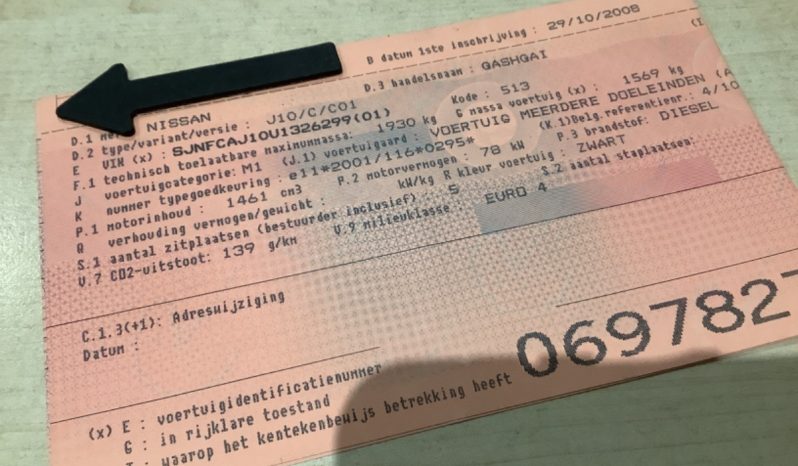 B datum 1ste inschrijving : 29/10/2008
D.3 handelsnaam : QASHQAI
D.1 NISSAN
D.2 type/variant/versie : J10/C/C01 Kode : 513
E VIN (x) : SJNFCAJ10U1326299(01) G massa voertuig (x) : 1569 kg
F.1 technisch toelaatbare maximummassa: 1930 kg
J voertuigcategorie: M1 (J.1) voertuigaard : VOERTUIG MEERDERE DOELEINDEN (A
K nummer typegoedkeuring : e11*2001/116*0295* (K.1)Belg.referentienr.: 4/10
P.1 motorinhoud : 1461 cm3 P.2 motorvermogen : 78 kW P.3 brandstof: DIESEL
Q verhouding vermogen/gewicht : kW/kg R kleur voertuig : ZWART
S.1 aantal zitplaatsen (bestuurder inclusief) : 5 S.2 aantal staplaatsen:
V.7 CO2-uitstoot: 139 g/km V.9 milieuklasse : EURO 4
C.1.3(+1): Adreswijziging
Datum :
0697827
(x) E : voertuigidentificatienummer
G : in rijklare toestand
: waarop het kentekenbewijs betrekking heeft